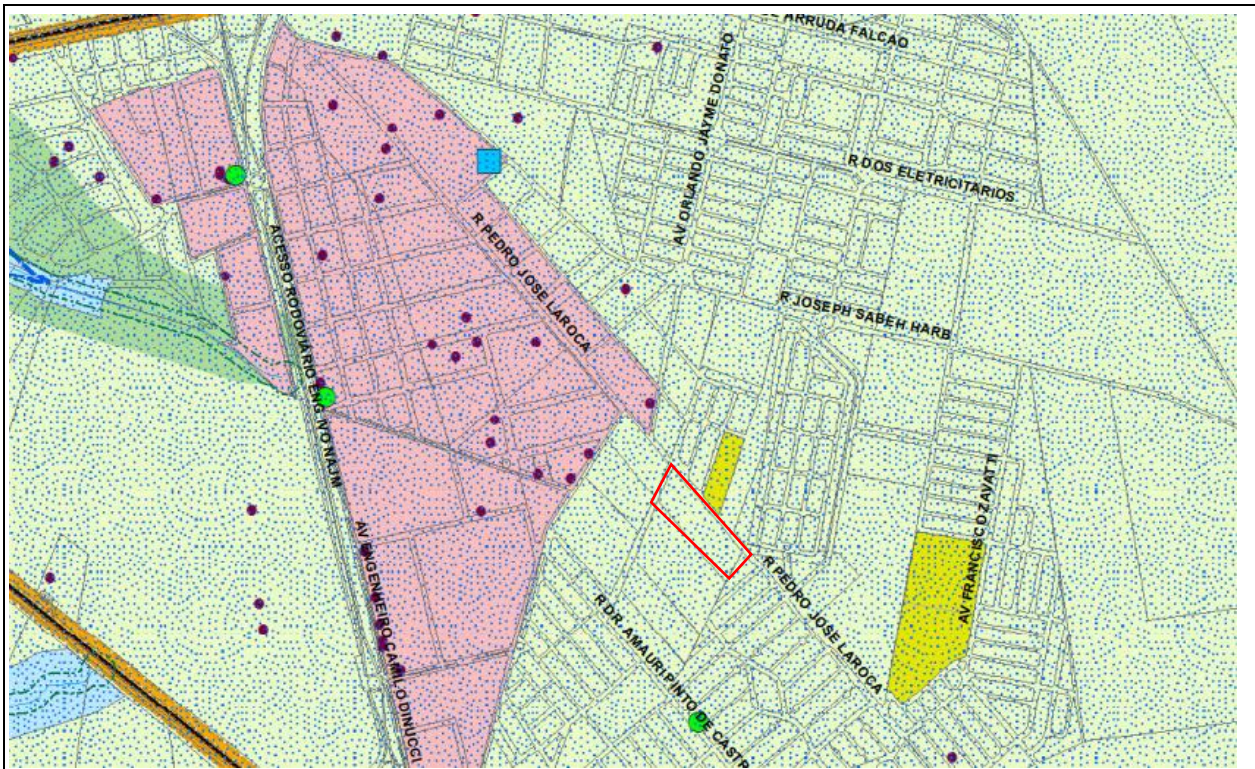 ARRUDA FALCAO
AV ORLANDO JAYME DONATO
R DOS ELETRICITARIOS
R PEDRO JOSE LAROCA
ACESSO RODOVIARIO ENG IVO NAJM
R JOSEPH SABEH HARB
AV FRANCISCO ZAVATTI
AV ENGENHEIRO CAMILO DINUCCI
R DR. AMAURI PINTO DE CASTR
R PEDRO JOSE LAROCA